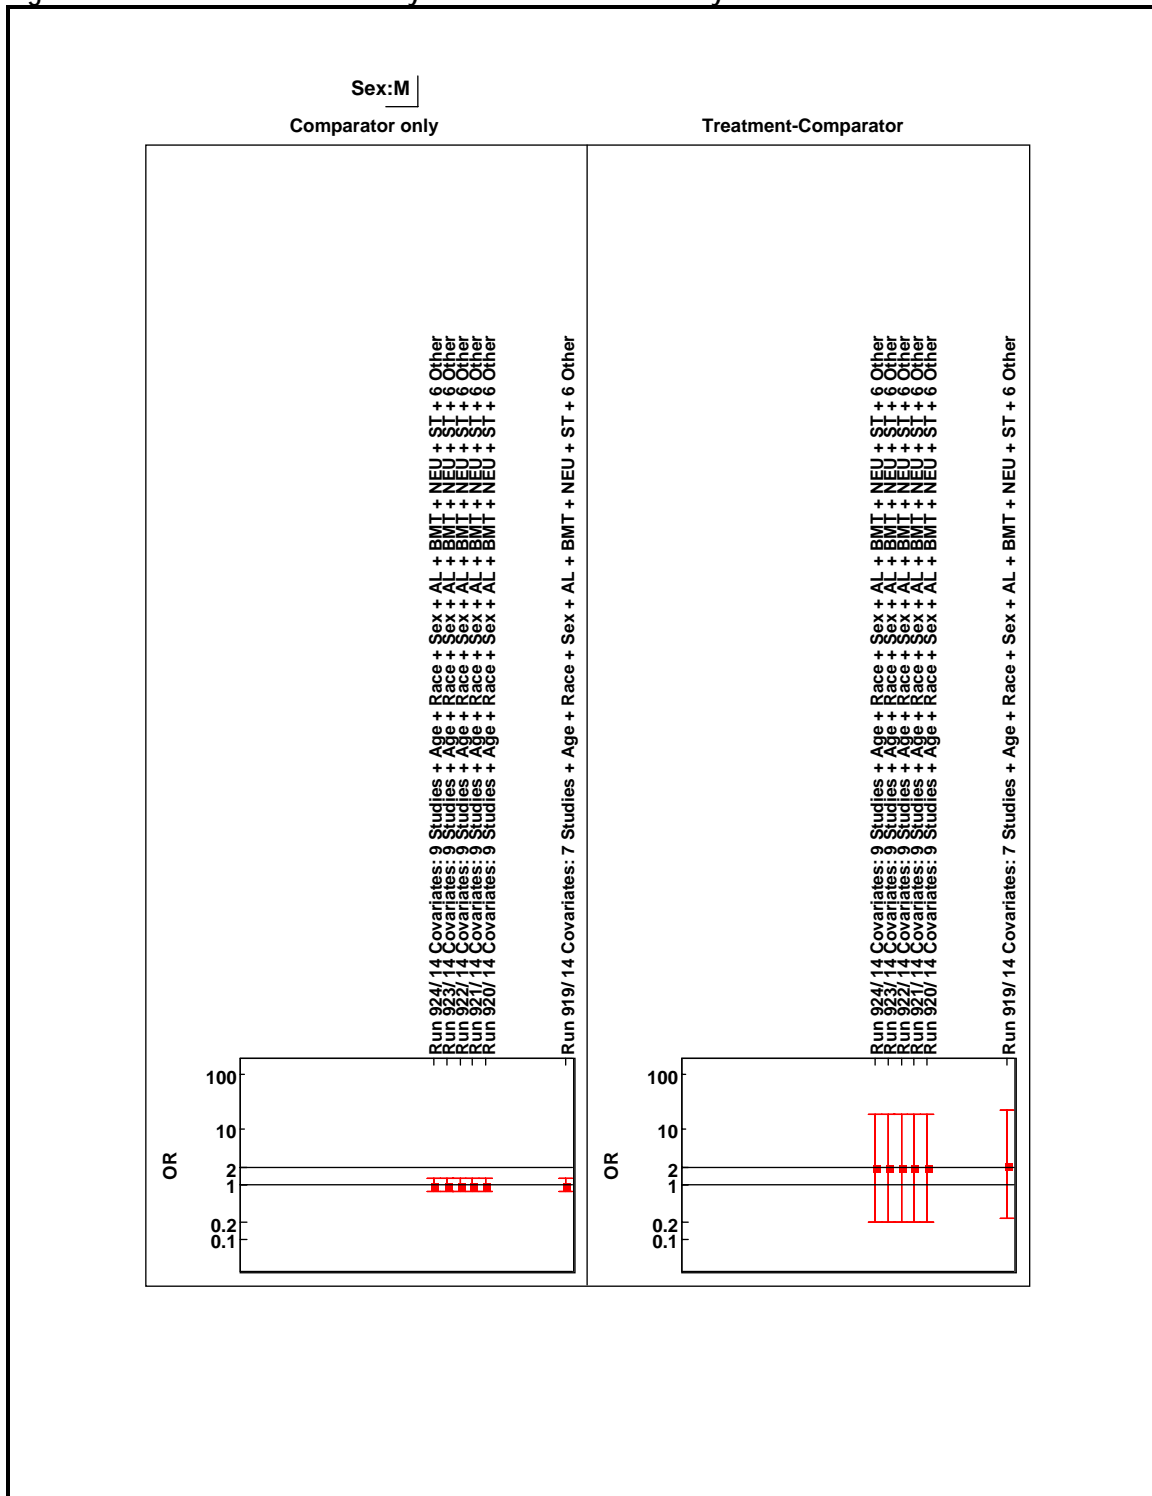 Sex:M
Comparator only
Treatment-Comparator
Run 924/ 14 Covariates: 9 Studies + Age + Race + Sex + AL + BMT + NEU + ST + 6 Other
Run 923/ 14 Covariates: 9 Studies + Age + Race + Sex + AL + BMT + NEU + ST + 6 Other
Run 922/ 14 Covariates: 9 Studies + Age + Race + Sex + AL + BMT + NEU + ST + 6 Other
Run 921/ 14 Covariates: 9 Studies + Age + Race + Sex + AL + BMT + NEU + ST + 6 Other
Run 920/ 14 Covariates: 9 Studies + Age + Race + Sex + AL + BMT + NEU + ST + 6 Other
Run 919/ 14 Covariates: 7 Studies + Age + Race + Sex + AL + BMT + NEU + ST + 6 Other
OR
100
10
2
1
0.2
0.1
Run 924/ 14 Covariates: 9 Studies + Age + Race + Sex + AL + BMT + NEU + ST + 6 Other
Run 923/ 14 Covariates: 9 Studies + Age + Race + Sex + AL + BMT + NEU + ST + 6 Other
Run 922/ 14 Covariates: 9 Studies + Age + Race + Sex + AL + BMT + NEU + ST + 6 Other
Run 921/ 14 Covariates: 9 Studies + Age + Race + Sex + AL + BMT + NEU + ST + 6 Other
Run 920/ 14 Covariates: 9 Studies + Age + Race + Sex + AL + BMT + NEU + ST + 6 Other
Run 919/ 14 Covariates: 7 Studies + Age + Race + Sex + AL + BMT + NEU + ST + 6 Other
OR
100
10
2
1
0.2
0.1